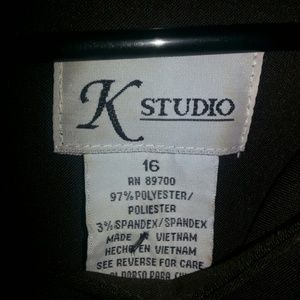 K STUDIO
16
RN 89700
97% POLYESTER/
POLIESTER
3% SPANDEX/SPANDEX
MADE IN VIETNAM
HECHO EN VIETNAM
SEE REVERSE FOR CARE
PARA